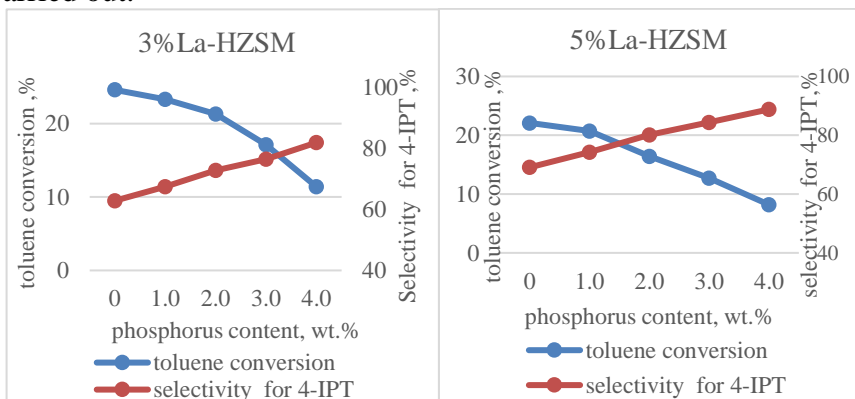 3%La-HZSM
toluene conversion ,%
20
10
0
100
80
60
40
Selectivity for 4-IPT,%
0 1.0 2.0 3.0 4.0
phosphorus content, wt.%
toluene conversion
selectivity for 4-IPT
5%La-HZSM
toluene conversion ,%
30
20
10
0
100
80
60
40
selectivity for 4-IPT,%
0 1.0 2.0 3.0 4.0
phosphorus content, wt.%
toluene conversion
selectivity for 4-IPT